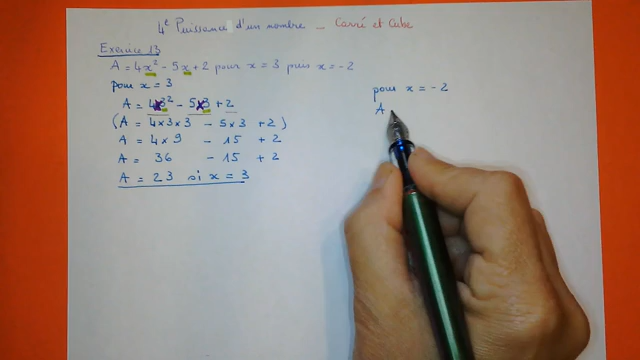 4e Puissance d'un nombre _ Carré et Cube
Exercice 13
A = 4x² - 5x + 2 pour x = 3 puis x = -2
pour x = 3
A = 4×3² - 5×3 + 2
(A = 4×3×3 - 5×3 + 2)
A = 4×9 - 15 + 2
A = 36 - 15 + 2
A = 23 si x = 3
pour x = -2
A